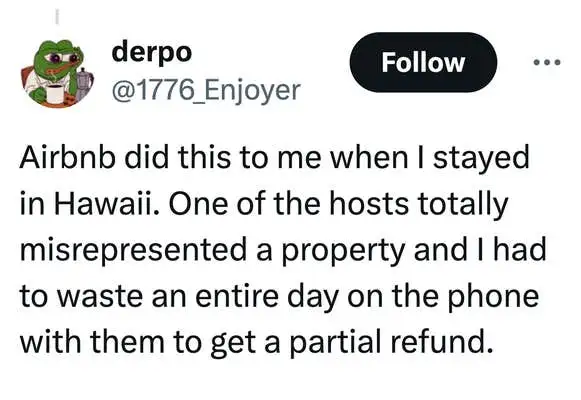 derpo
@1776_Enjoyer
Follow
Airbnb did this to me when I stayed
in Hawaii. One of the hosts totally
misrepresented a property and I had
to waste an entire day on the phone
with them to get a partial refund.